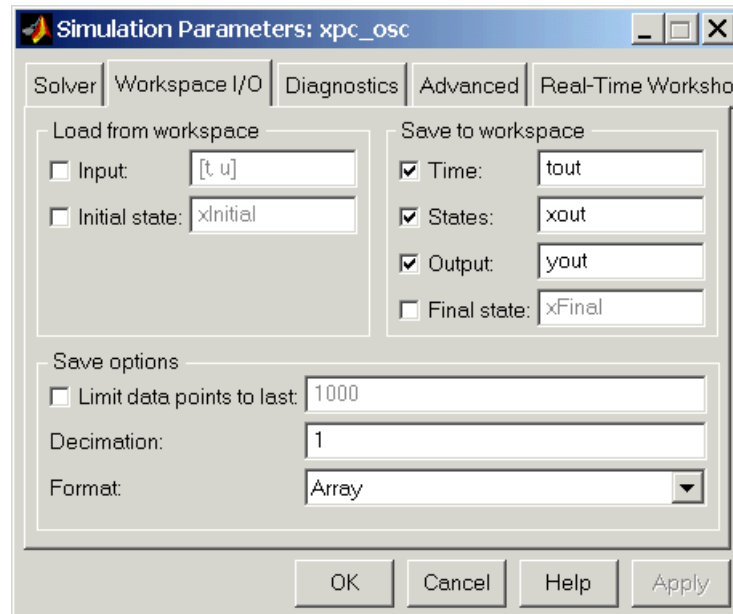 Simulation Parameters: xpc_osc
Solver Workspace I/O Diagnostics Advanced Real-Time Worksho
Load from workspace
Input: [t, u]
Initial state: xInitial
Save to workspace
Time: tout
States: xout
Output: yout
Final state: xFinal
Save options
Limit data points to last: 1000
Decimation: 1
Format: Array
OK Cancel Help Apply